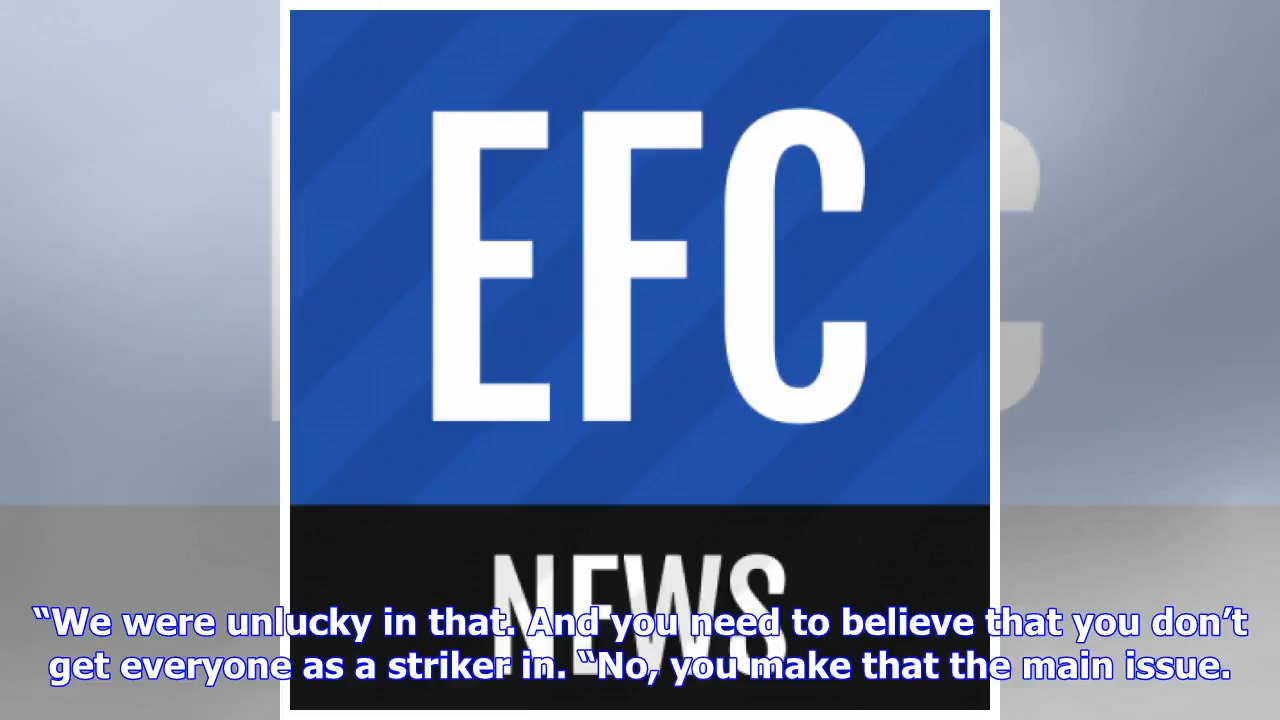 EFC
NEWS
“We were unlucky in that. And you need to believe that you don’t
get everyone as a striker in. “No, you make that the main issue.